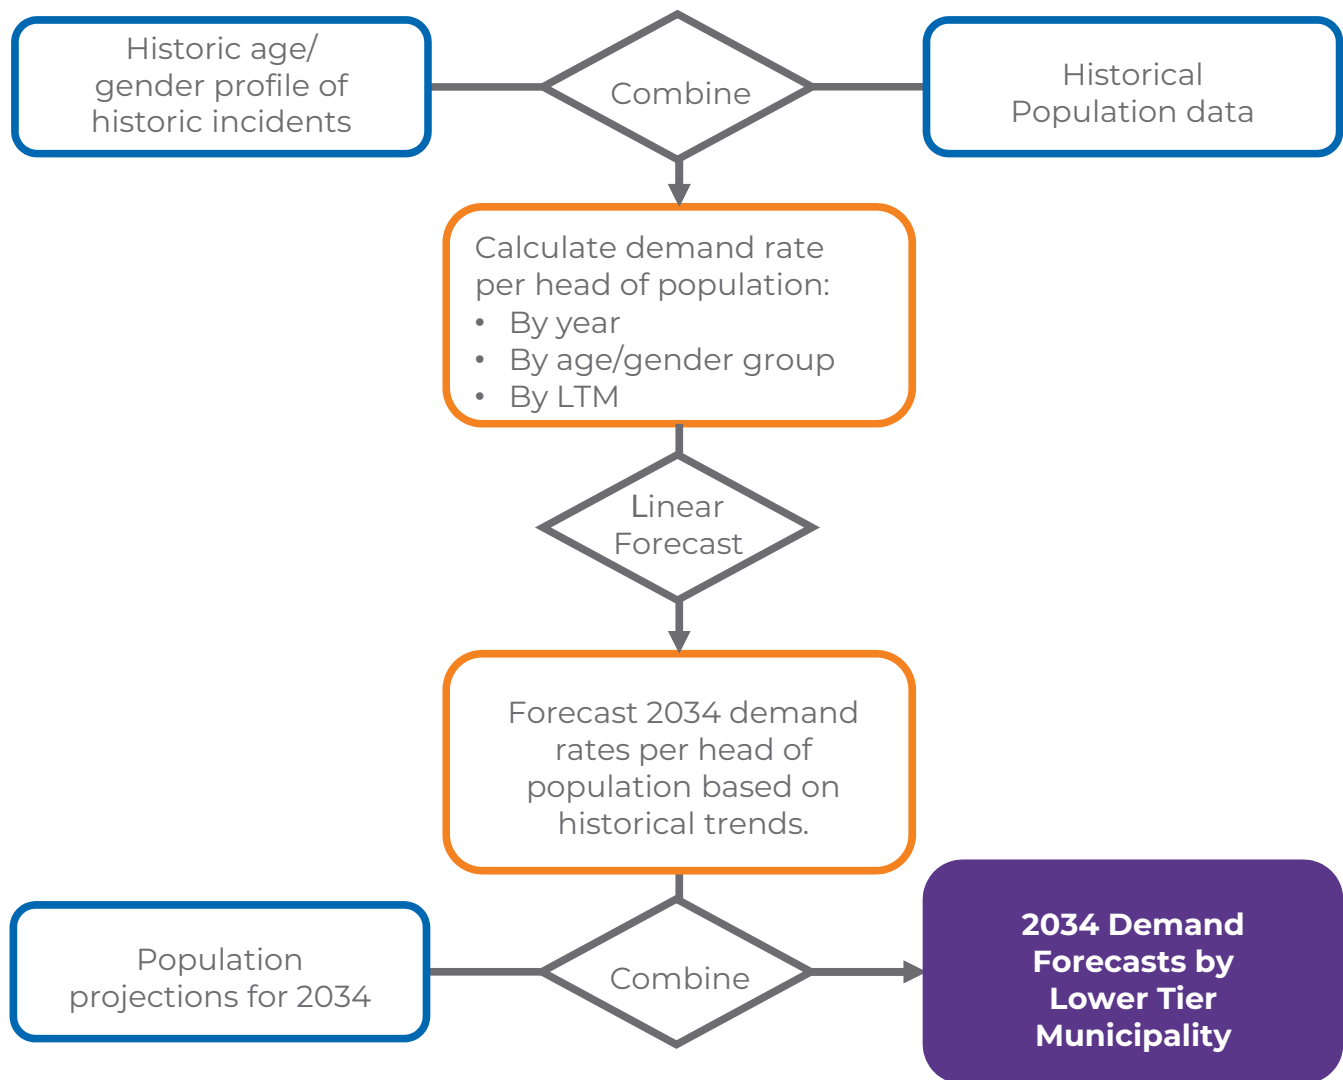 Historic age/
gender profile of
historic incidents
Combine
Historical
Population data
Calculate demand rate
per head of population:
• By year
• By age/gender group
• By LTM
Linear
Forecast
Forecast 2034 demand
rates per head of
population based on
historical trends.
Population
projections for 2034
Combine
2034 Demand
Forecasts by
Lower Tier
Municipality